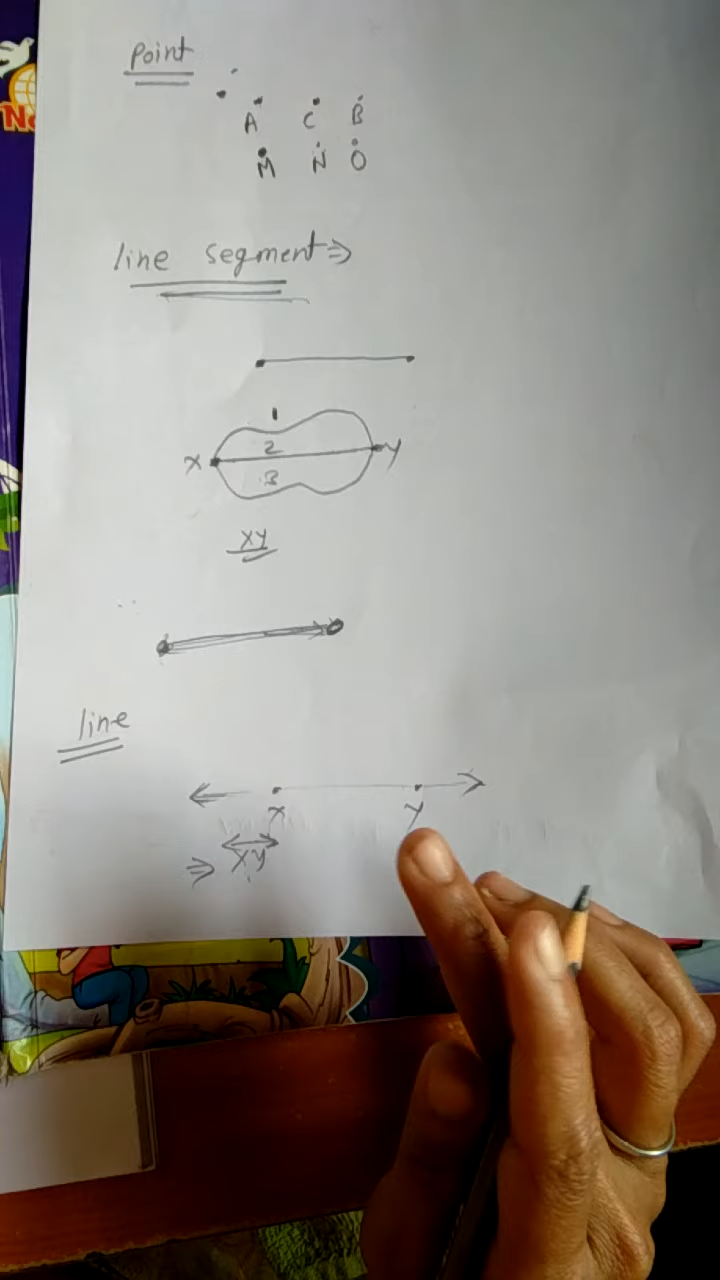 Point
A C B
M N O
line segment⇒
1
2
X Y
3
XY
line
X Y
⇒ XY